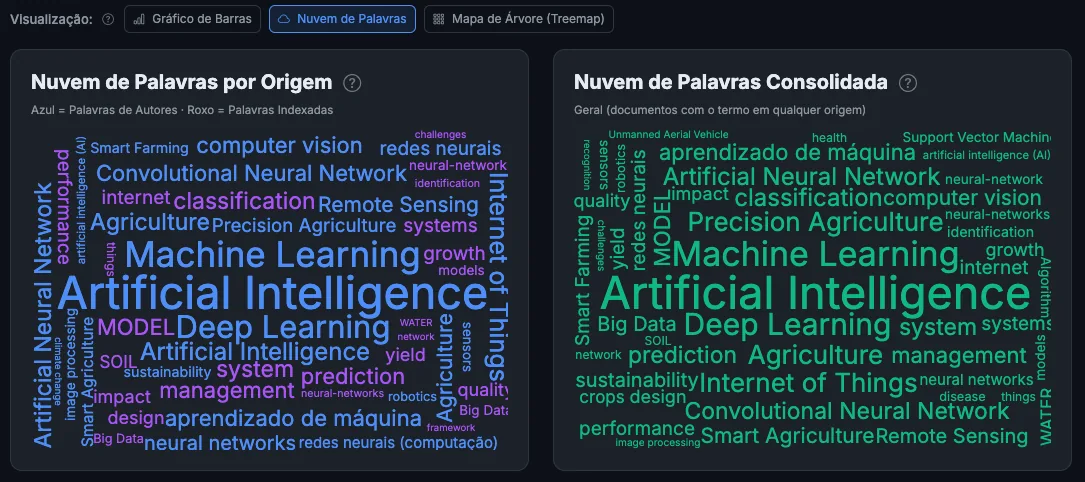 Visualização: Gráfico de Barras Nuvem de Palavras Mapa de Árvore (Treemap)
Nuvem de Palavras por Origem
Azul = Palavras de Autores · Roxo = Palavras Indexadas
challenges
Smart Farming
computer vision
redes neurais
performance
artificial intelligence (AI)
Convolutional Neural Network
neural-network
identification
internet
classification
Remote Sensing
Internet of Things
Artificial Neural Network
Agriculture
Precision Agriculture
systems
things
Machine Learning
growth
models
Artificial Intelligence
MODEL
Deep Learning
WATER
network
Agriculture
sensors
image processing
Smart Agriculture
climate change
SOIL
Artificial Intelligence
yield
sustainability
system
prediction
management
neural-networks
robotics
quality
impact
Big Data
design
aprendizado de máquina
framework
Big Data
neural networks
redes neurais (computação)
Nuvem de Palavras Consolidada
Geral (documentos com o termo em qualquer origem)
Unmanned Aerial Vehicle
health
Support Vector Machin
recognition
sensors
robotics
redes neurais
aprendizado de máquina
artificial intelligence (AI)
Artificial Neural Network
neural-network
quality
MODEL
impact
classification
computer vision
Smart Farming
challenges
yield
Precision Agriculture
neural-networks
identification
Machine Learning
growth
internet
Algorithm
Artificial Intelligence
Big Data
Deep Learning
system
systems
SOIL
network
prediction
Agriculture
management
models
sustainability
Internet of Things
neural networks
crops
design
disease
things
WATER
Convolutional Neural Network
performance
image processing
Smart Agriculture
Remote Sensing